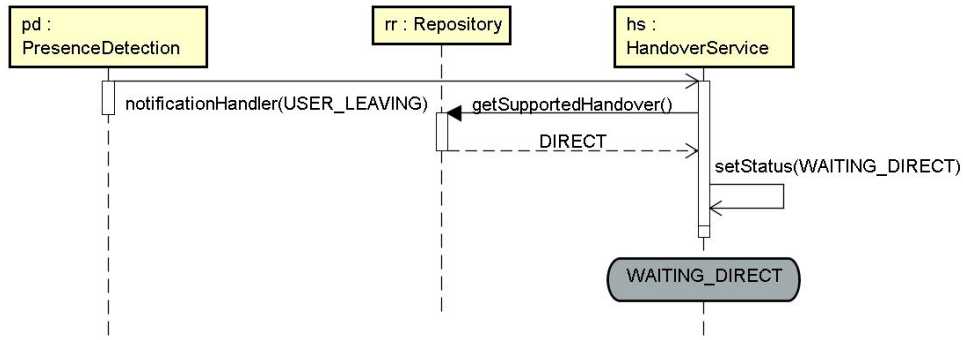 pd :
PresenceDetection
rr : Repository
hs :
HandoverService
notificationHandler(USER_LEAVING)
getSupportedHandover()
DIRECT
setStatus(WAITING_DIRECT)
WAITING_DIRECT